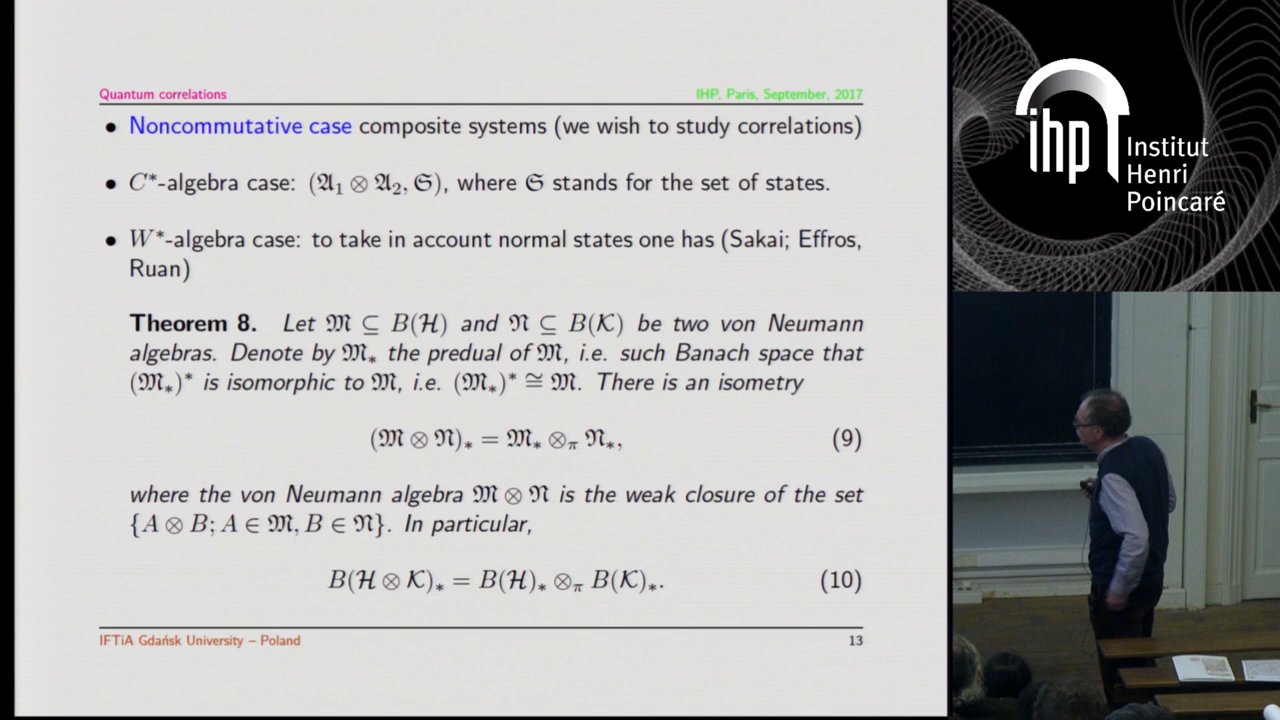 Quantum correlations IHP, Paris, September, 2017
• Noncommutative case composite systems (we wish to study correlations)
• C*-algebra case: (𝔄₁ ⊗ 𝔄₂, 𝔖), where 𝔖 stands for the set of states.
• W*-algebra case: to take in account normal states one has (Sakai; Effros,
Ruan)
Theorem 8. Let 𝔐 ⊆ B(ℋ) and 𝔑 ⊆ B(𝒦) be two von Neumann
algebras. Denote by 𝔐∗ the predual of 𝔐, i.e. such Banach space that
(𝔐∗)* is isomorphic to 𝔐, i.e. (𝔐∗)* ≅ 𝔐. There is an isometry
(𝔐 ⊗ 𝔑)∗ = 𝔐∗ ⊗π 𝔑∗, (9)
where the von Neumann algebra 𝔐 ⊗ 𝔑 is the weak closure of the set
{A ⊗ B; A ∈ 𝔐, B ∈ 𝔑}. In particular,
B(ℋ ⊗ 𝒦)∗ = B(ℋ)∗ ⊗π B(𝒦)∗. (10)
IFTiA Gdańsk University – Poland 13
ihp
Institut
Henri
Poincaré